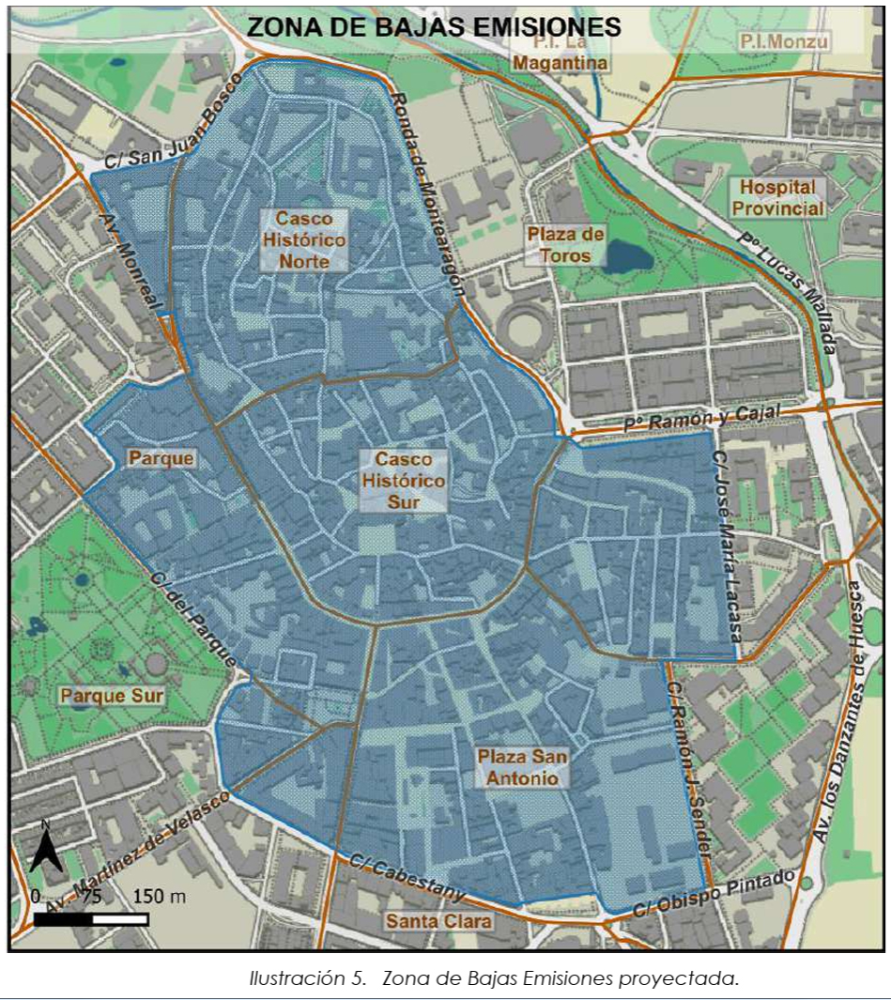 ZONA DE BAJAS EMISIONES
P.I. La
Magantina
P.I.Monzu
C/ San Juan Bosco
Ronda de Montearagón
Hospital
Provincial
Casco
Histórico
Norte
Plaza de
Toros
Av. Monreal
Pº Lucas Mallada
Pº Ramón y Cajal
Parque
Casco
Histórico
Sur
C/ José María Lacasa
C/ del Parque
Parque Sur
Av. los Danzantes de Huesca
C/ Ramón J. Sender
Plaza San
Antonio
Av. Martínez de Velasco
N
C/ Cabestany
C/ Obispo Pintado
0 75 150 m
Santa Clara
Ilustración 5. Zona de Bajas Emisiones proyectada.